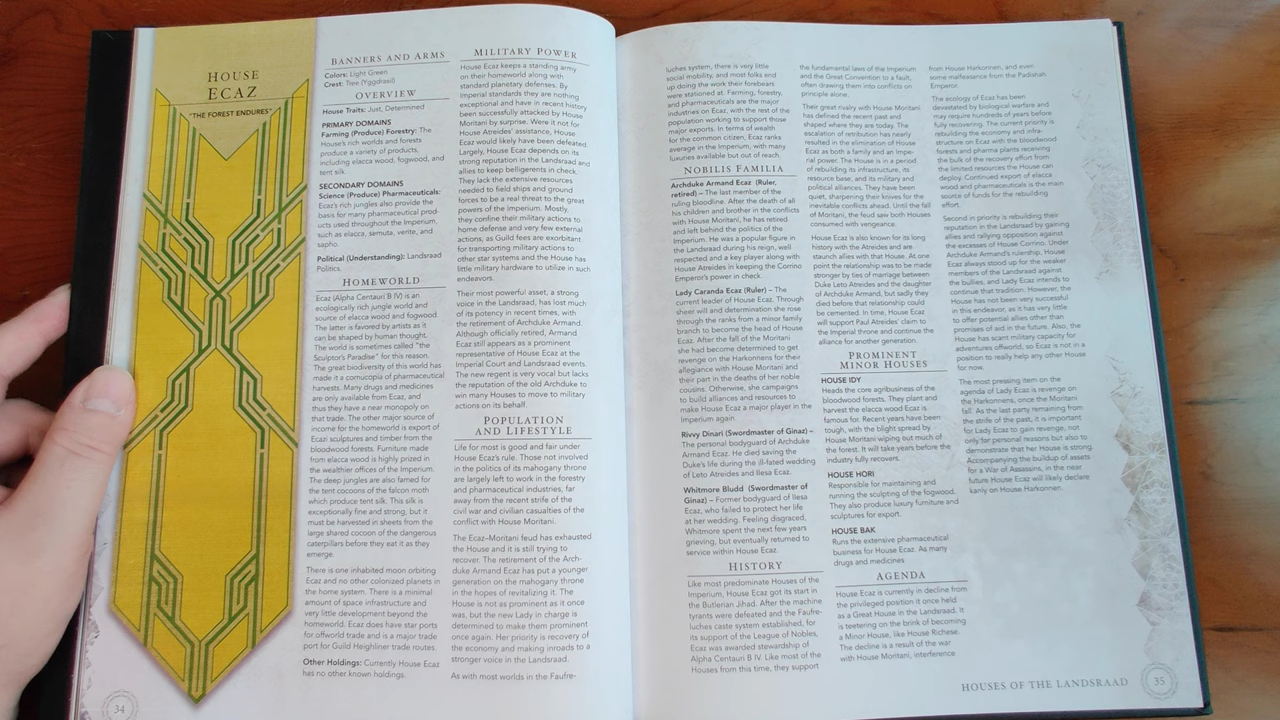 HOUSE
ECAZ
"THE FOREST ENDURES"
34
BANNERS AND ARMS
Colors: Light Green
Crest: Tree (Yggdrasil)
OVERVIEW
House Traits: Just, Determined
PRIMARY DOMAINS
Farming (Produce) Forestry: The
House's rich worlds and forests
produce a variety of products,
including elacca wood, fogwood, and
tent silk.
SECONDARY DOMAINS
Science (Produce) Pharmaceuticals:
Ecaz's rich jungles also provide the
basis for many pharmaceutical prod-
ucts used throughout the Imperium,
such as elacca, semuta, verite, and
sapho.
Political (Understanding): Landsraad
Politics.
HOMEWORLD
Ecaz (Alpha Centauri B IV) is an
ecologically rich jungle world and
source of elacca wood and fogwood.
The latter is favored by artists as it
can be shaped by human thought.
The world is sometimes called "the
Sculptor's Paradise" for this reason.
The great biodiversity of this world has
made it a cornucopia of pharmaceutical
harvests. Many drugs and medicines
are only available from Ecaz, and
thus they have a near monopoly on
that trade. The other major source of
income for the homeworld is export of
Ecazi sculptures and timber from the
bloodwood forests. Furniture made
from elacca wood is highly prized in
the wealthier offices of the Imperium.
The deep jungles are also famed for
the tent cocoons of the falcon moth
which produce tent silk. This silk is
exceptionally fine and strong, but it
must be harvested in sheets from the
large shared cocoon of the dangerous
caterpillars before they eat it as they
emerge.
There is one inhabited moon orbiting
Ecaz and no other colonized planets in
the home system. There is a minimal
amount of space infrastructure and
very little development beyond the
homeworld. Ecaz does have star ports
for offworld trade and is a major trade
port for Guild Heighliner trade routes.
Other Holdings: Currently House Ecaz
has no other known holdings.
MILITARY POWER
House Ecaz keeps a standing army
on their homeworld along with
standard planetary defenses. By
Imperial standards they are nothing
exceptional and have in recent history
been successfully attacked by House
Moritani by surprise. Were it not for
House Atreides' assistance, House
Ecaz would likely have been defeated.
Largely, House Ecaz depends on its
strong reputation in the Landsraad and
allies to keep belligerents in check.
They lack the extensive resources
needed to field ships and ground
forces to be a real threat to the great
powers of the Imperium. Mostly,
they confine their military actions to
home defense and very few external
actions, as Guild fees are exorbitant
for transporting military actions to
other star systems and the House has
little military hardware to utilize in such
endeavors.
Their most powerful asset, a strong
voice in the Landsraad, has lost much
of its potency in recent times, with
the retirement of Archduke Armand.
Although officially retired, Armand
Ecaz still appears as a prominent
representative of House Ecaz at the
Imperial Court and Landsraad events.
The new regent is very vocal but lacks
the reputation of the old Archduke to
win many Houses to move to military
actions on its behalf.
POPULATION
AND LIFESTYLE
Life for most is good and fair under
House Ecaz's rule. Those not involved
in the politics of its mahogany throne
are largely left to work in the forestry
and pharmaceutical industries, far
away from the recent strife of the
civil war and civilian casualties of the
conflict with House Moritani.
The Ecaz–Moritani feud has exhausted
the House and it is still trying to
recover. The retirement of the Arch-
duke Armand Ecaz has put a younger
generation on the mahogany throne
in the hopes of revitalizing it. The
House is not as prominent as it once
was, but the new Lady in charge is
determined to make them prominent
once again. Her priority is recovery of
the economy and making inroads to a
stronger voice in the Landsraad.
As with most worlds in the Faufre-
luches system, there is very little
social mobility, and most folks end
up doing the work their forebears
were stationed at. Farming, forestry,
and pharmaceuticals are the major
industries on Ecaz, with the rest of the
population working to support those
major exports. In terms of wealth
for the common citizen, Ecaz ranks
average in the Imperium, with many
luxuries available but out of reach.
NOBILIS FAMILIA
Archduke Armand Ecaz (Ruler,
retired) – The last member of the
ruling bloodline. After the death of all
his children and brother in the conflicts
with House Moritani, he has retired
and left behind the politics of the
Imperium. He was a popular figure in
the Landsraad during his reign, well
respected and a key player along with
House Atreides in keeping the Corrino
Emperor's power in check.
Lady Caranda Ecaz (Ruler) – The
current leader of House Ecaz. Through
sheer will and determination she rose
through the ranks from a minor family
branch to become the head of House
Ecaz. After the fall of the Moritani
she had become determined to get
revenge on the Harkonnens for their
allegiance with House Moritani and
their part in the deaths of her noble
cousins. Otherwise, she campaigns
to build alliances and resources to
make House Ecaz a major player in the
Imperium again.
Rivvy Dinari (Swordmaster of Ginaz) –
The personal bodyguard of Archduke
Armand Ecaz. He died saving the
Duke's life during the ill-fated wedding
of Leto Atreides and Ilesa Ecaz.
Whitmore Bludd (Swordmaster of
Ginaz) – Former bodyguard of Ilesa
Ecaz, who failed to protect her life
at her wedding. Feeling disgraced,
Whitmore spent the next few years
grieving, but eventually returned to
service within House Ecaz.
HISTORY
Like most predominate Houses of the
Imperium, House Ecaz got its start in
the Butlerian Jihad. After the machine
tyrants were defeated and the Faufre-
luches caste system established, for
its support of the League of Nobles,
Ecaz was awarded stewardship of
Alpha Centauri B IV. Like most of the
Houses from this time, they support
the fundamental laws of the Imperium
and the Great Convention to a fault,
often drawing them into conflicts on
principle alone.
Their great rivalry with House Moritani
has defined the recent past and
shaped where they are today. The
escalation of retribution has nearly
resulted in the elimination of House
Ecaz as both a family and an Impe-
rial power. The House is in a period
of rebuilding its infrastructure, its
resource base, and its military and
political alliances. They have been
quiet, sharpening their knives for the
inevitable conflicts ahead. Until the fall
of Moritani, the feud saw both Houses
consumed with vengeance.
House Ecaz is also known for its long
history with the Atreides and are
staunch allies with that House. At one
point the relationship was to be made
stronger by ties of marriage between
Duke Leto Atreides and the daughter
of Archduke Armand, but sadly they
died before that relationship could
be cemented. In time, House Ecaz
will support Paul Atreides' claim to
the Imperial throne and continue the
alliance for another generation.
PROMINENT
MINOR HOUSES
HOUSE IDY
Heads the core agribusiness of the
bloodwood forests. They plant and
harvest the elacca wood Ecaz is
famous for. Recent years have been
tough, with the blight spread by
House Moritani wiping out much of
the forest. It will take years before the
industry fully recovers.
HOUSE HORI
Responsible for maintaining and
running the sculpting of the fogwood.
They also produce luxury furniture and
sculptures for export.
HOUSE BAK
Runs the extensive pharmaceutical
business for House Ecaz. As many
drugs and medicines
AGENDA
House Ecaz is currently in decline from
the privileged position it once held
as a Great House in the Landsraad. It
is teetering on the brink of becoming
a Minor House, like House Richese.
The decline is a result of the war
with House Moritani, interference
from House Harkonnen, and even
some malfeasance from the Padishah
Emperor.
The ecology of Ecaz has been
devastated by biological warfare and
may require hundreds of years before
fully recovering. The current priority is
rebuilding the economy and infra-
structure on Ecaz with the bloodwood
forests and pharma plants receiving
the bulk of the recovery effort from
the limited resources the House can
deploy. Continued export of elacca
wood and pharmaceuticals is the main
source of funds for the rebuilding
effort.
Second in priority is rebuilding their
reputation in the Landsraad by gaining
allies and rallying opposition against
the excesses of House Corrino. Under
Archduke Armand's rulership, House
Ecaz always stood up for the weaker
members of the Landsraad against
the bullies, and Lady Ecaz intends to
continue that tradition. However, the
House has not been very successful
in this endeavor, as it has very little
to offer potential allies other than
promises of aid in the future. Also, the
House has scant military capacity for
adventures offworld, so Ecaz is not in a
position to really help any other House
for now.
The most pressing item on the
agenda of Lady Ecaz is revenge on
the Harkonnens, once the Moritani
fall. As the last party remaining from
the strife of the past, it is important
for Lady Ecaz to gain revenge, not
only for personal reasons but also to
demonstrate that her House is strong.
Accompanying the buildup of assets
for a War of Assassins, in the near
future House Ecaz will likely declare
kanly on House Harkonnen.
HOUSES OF THE LANDSRAAD
35